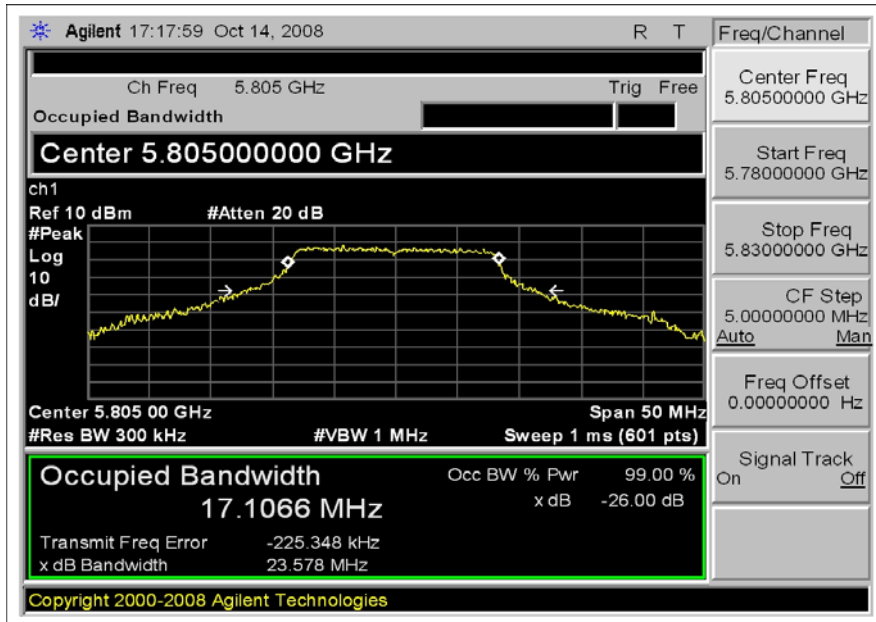 Agilent 17:17:59 Oct 14, 2008 R T
Ch Freq 5.805 GHz Trig Free
Occupied Bandwidth
Center 5.805000000 GHz
ch1
Ref 10 dBm #Atten 20 dB
#Peak
Log
10
dB/
Center 5.805 00 GHz Span 50 MHz
#Res BW 300 kHz #VBW 1 MHz Sweep 1 ms (601 pts)
Occupied Bandwidth Occ BW % Pwr 99.00 %
17.1066 MHz x dB -26.00 dB
Transmit Freq Error -225.348 kHz
x dB Bandwidth 23.578 MHz
Copyright 2000-2008 Agilent Technologies
Freq/Channel
Center Freq
5.80500000 GHz
Start Freq
5.78000000 GHz
Stop Freq
5.83000000 GHz
CF Step
5.00000000 MHz
Auto Man
Freq Offset
0.00000000 Hz
Signal Track
On Off